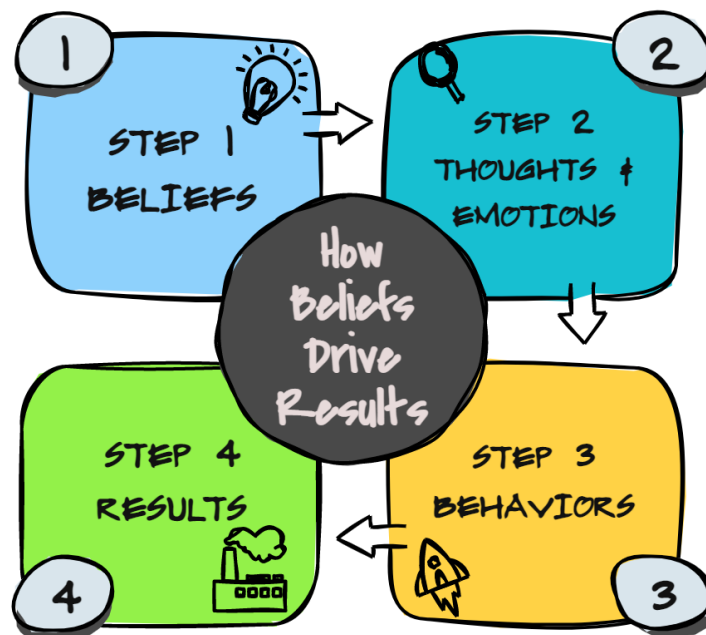 1
STEP 1
BELIEFS
2
STEP 2
THOUGHTS &
EMOTIONS
How
Beliefs
Drive
Results
STEP 3
BEHAVIORS
3
STEP 4
RESULTS
4